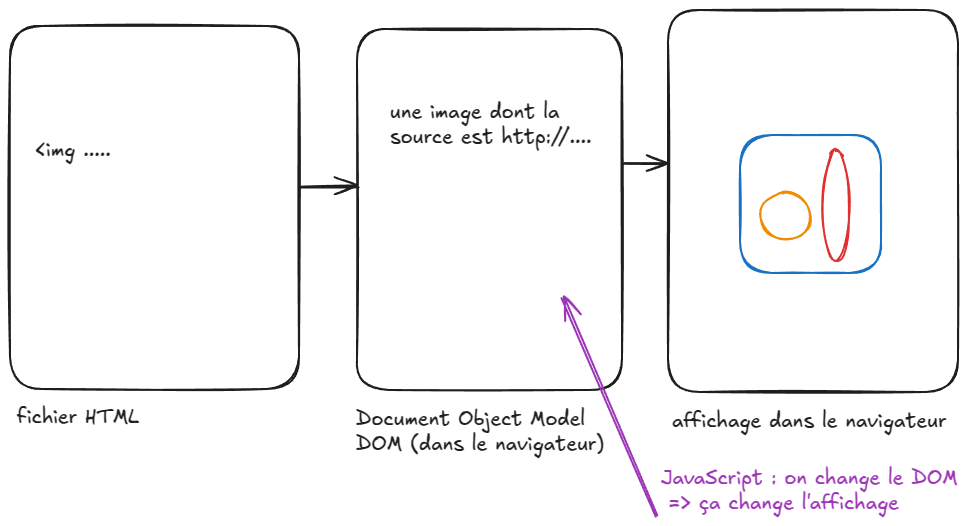 <img .....
une image dont la
source est http://....
fichier HTML
Document Object Model
DOM (dans le navigateur)
affichage dans le navigateur
JavaScript : on change le DOM
=> ça change l'affichage